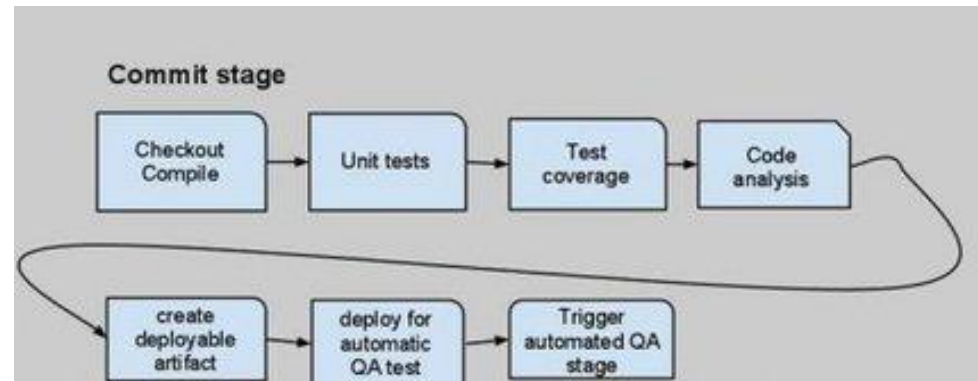 Commit stage
Checkout
Compile
Unit tests
Test
coverage
Code
analysis
create
deployable
artifact
deploy for
automatic
QA test
Trigger
automated QA
stage